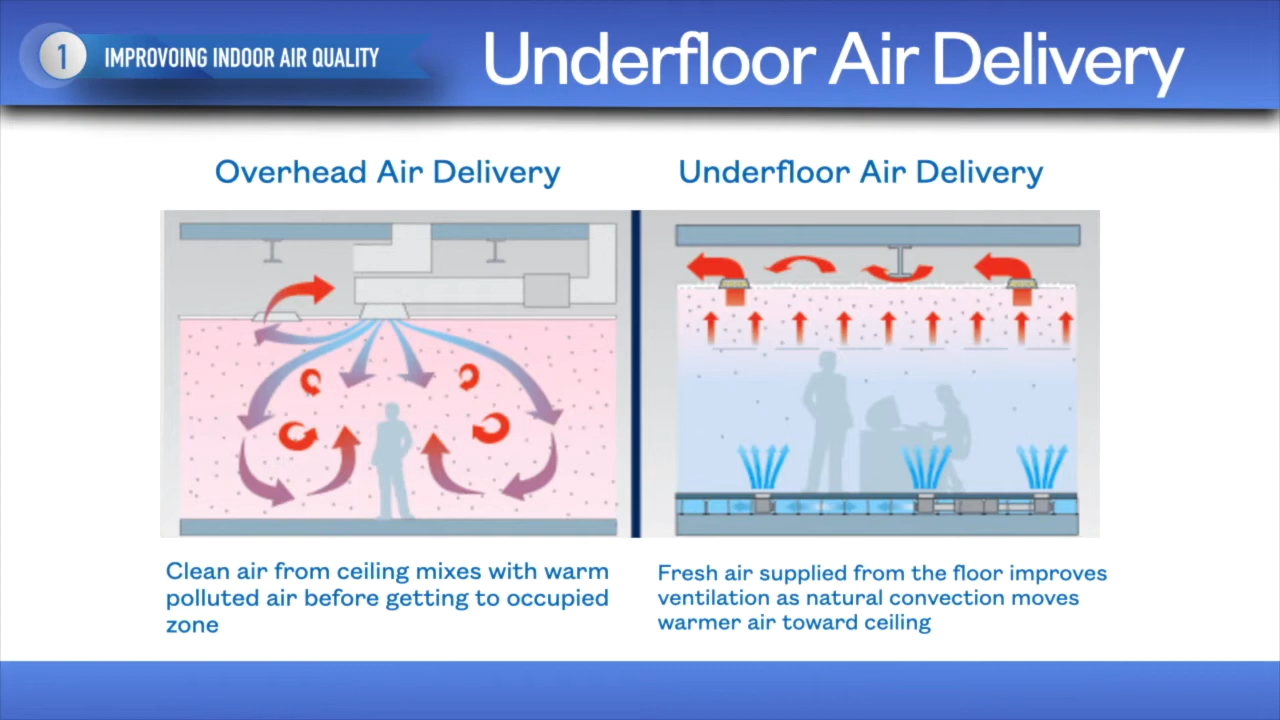 1
IMPROVOING INDOOR AIR QUALITY
Underfloor Air Delivery
Overhead Air Delivery
Underfloor Air Delivery
Clean air from ceiling mixes with warm
polluted air before getting to occupied
zone
Fresh air supplied from the floor improves
ventilation as natural convection moves
warmer air toward ceiling